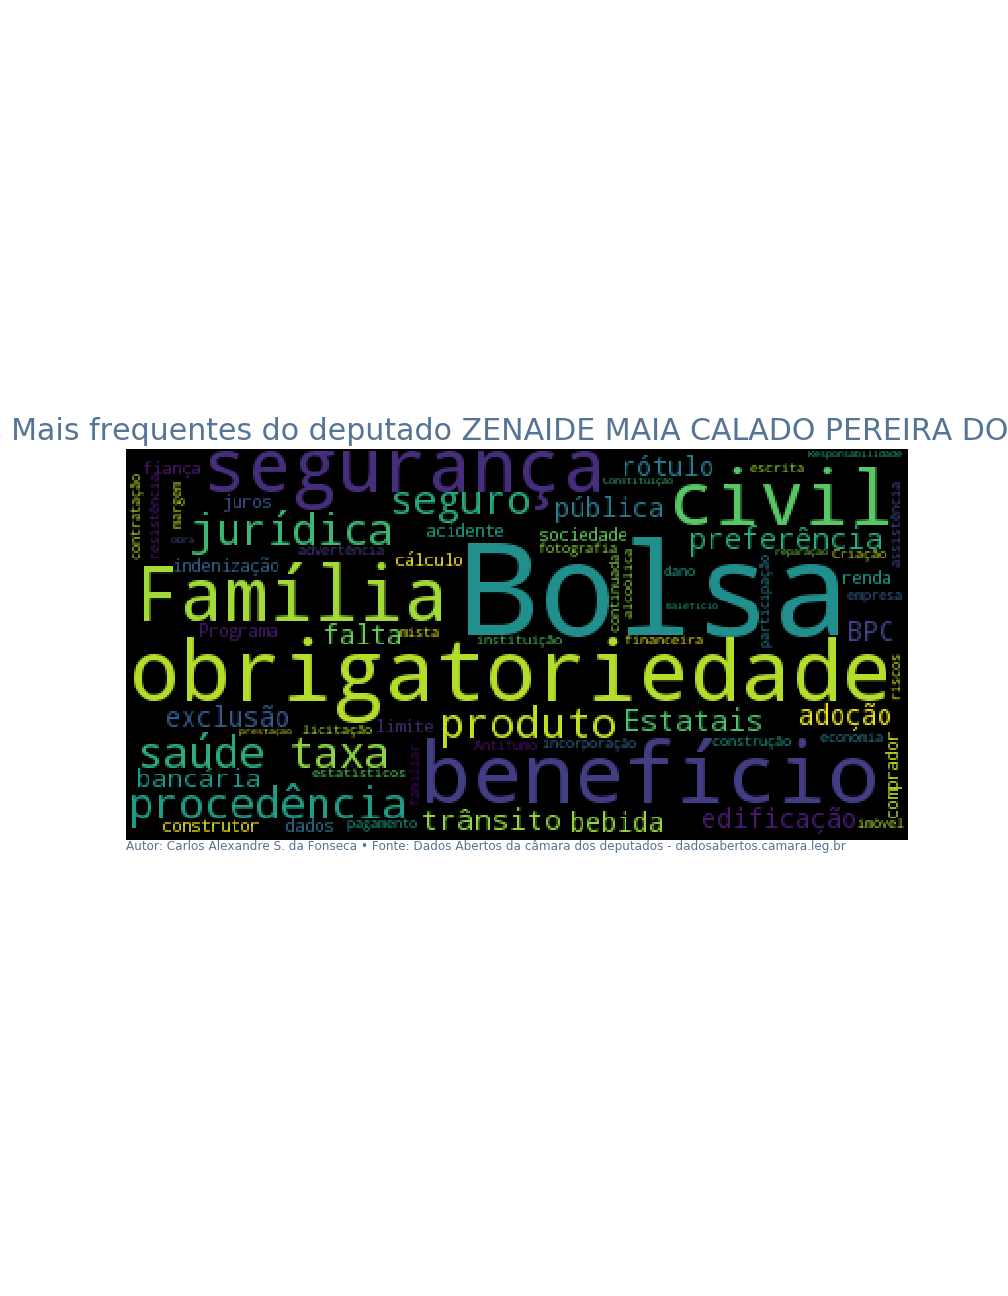 Mais frequentes do deputado ZENAIDE MAIA CALADO PEREIRA DO
segurança
fiança
rótulo
escrita
Responsabilidade
Constituição
civil
contratação
resistência
margem
juros
seguro
pública
assistência
jurídica
acidente
sociedade
preferência
obra
advertência
fotografia
reparação
Criação
cálculo
indenização
Família
Bolsa
continuada
alcoólica
dano
participação
renda
malefício
empresa
Programa
falta
mista
instituição
financeira
BPC
obrigatoriedade
riscos
exclusão
prestação
licitação
limite
produto
Estatais
adoção
saúde
taxa
Antifumo
incorporação
construção
economia
bancária
estatísticos
familiar
benefício
comprador
procedência
construtor
dados
pagamento
trânsito
bebida
edificação
imóvel
Autor: Carlos Alexandre S. da Fonseca • Fonte: Dados Abertos da câmara dos deputados - dadosabertos.camara.leg.br